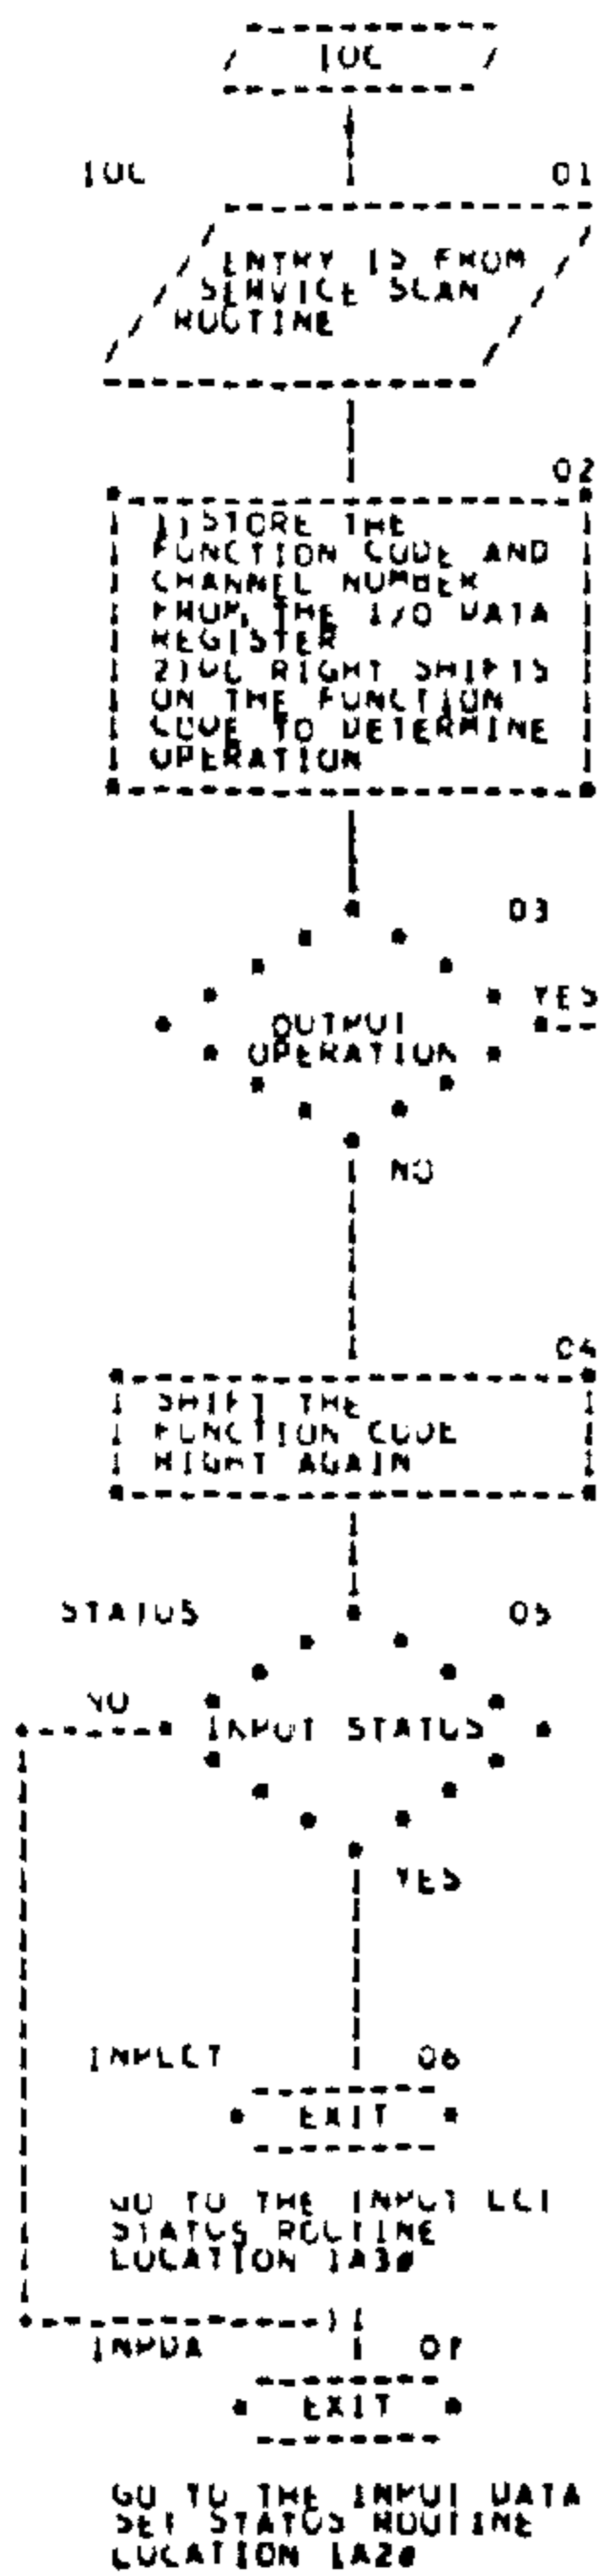 IOC
IOC 01
ENTRY IS FROM
SERVICE SCAN
ROUTINE
02
1)STORE THE
FUNCTION CODE AND
CHANNEL NUMBER
FROM THE I/O DATA
REGISTER
2)DO RIGHT SHIFTS
ON THE FUNCTION
CODE TO DETERMINE
OPERATION
03
YES
OUTPUT
OPERATION
NO
04
SHIFT THE
FUNCTION CODE
RIGHT AGAIN
STATUS 05
NO
INPUT STATUS
YES
INPLCT 06
EXIT
GO TO THE INPUT LCT
STATUS ROUTINE
LOCATION 1A30
INPDA 07
EXIT
GO TO THE INPUT DATA
SET STATUS ROUTINE
LOCATION 1A20